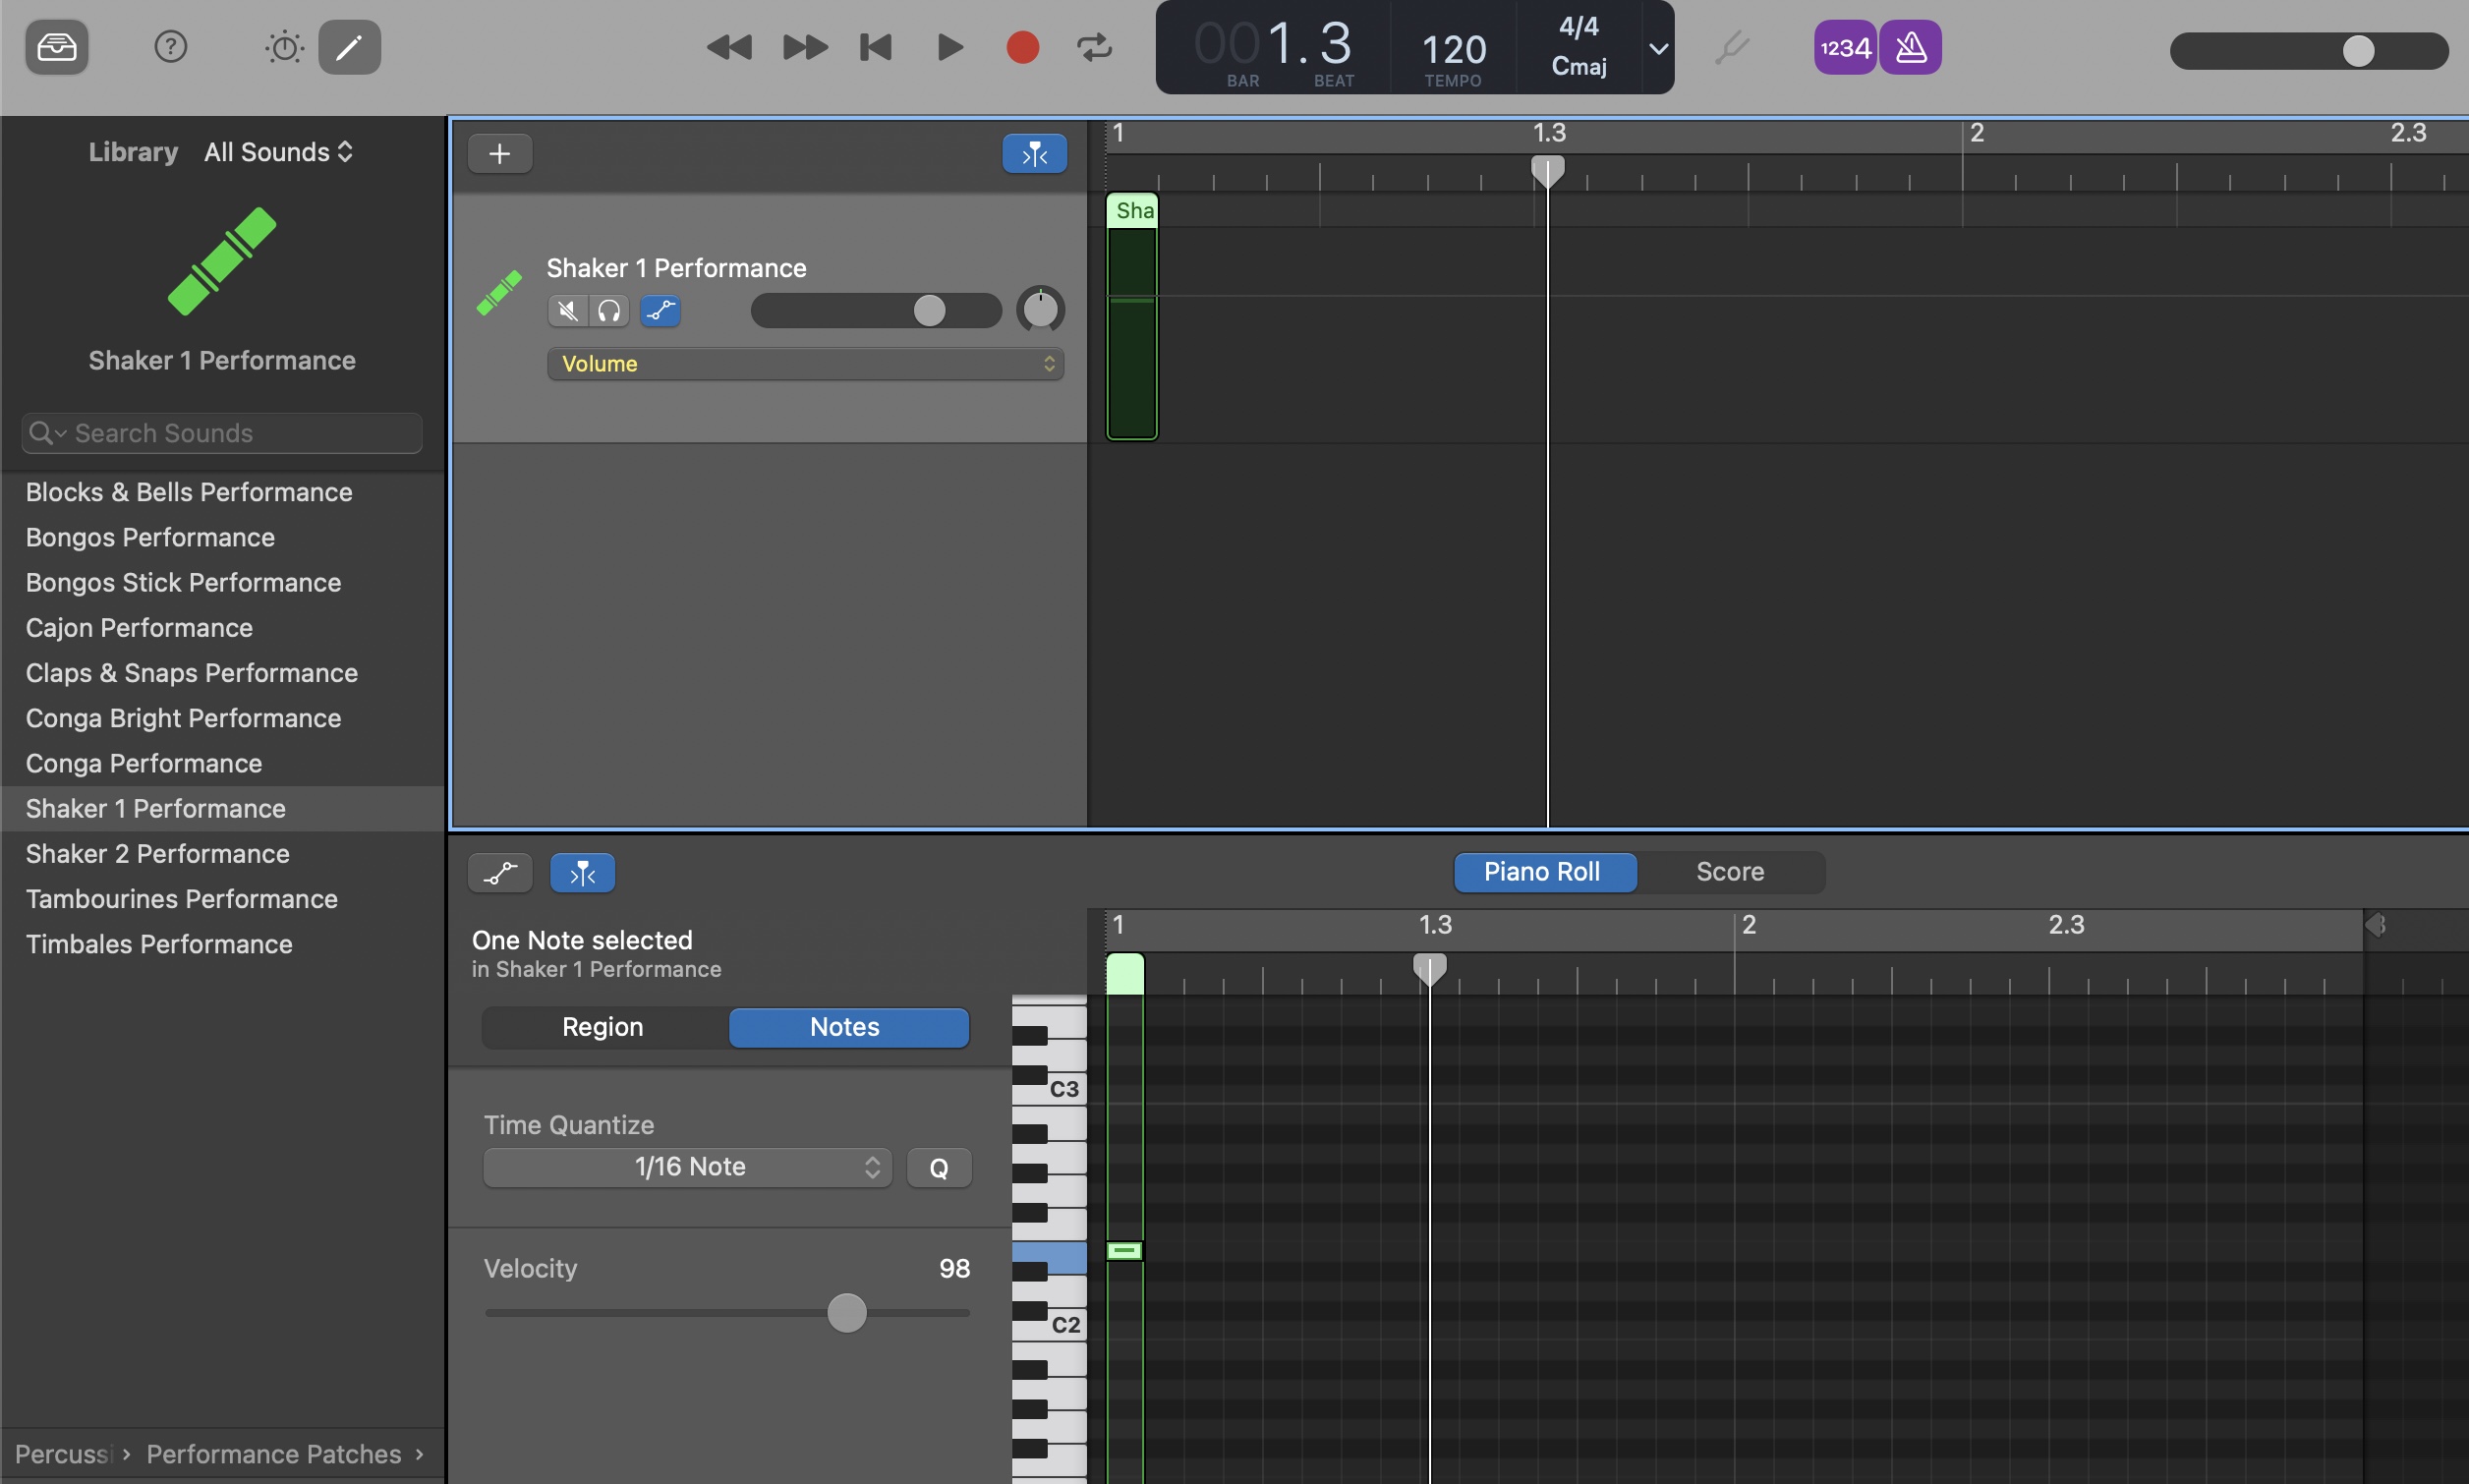 001.3
BAR
BEAT
120
TEMPO
4/4
Cmaj
1234
Library
All Sounds
Shaker 1 Performance
Search Sounds
Blocks & Bells Performance
Bongos Performance
Bongos Stick Performance
Cajon Performance
Claps & Snaps Performance
Conga Bright Performance
Conga Performance
Shaker 1 Performance
Shaker 2 Performance
Tambourines Performance
Timbales Performance
Percussi
Performance Patches
1
1.3
2
2.3
Sha
Shaker 1 Performance
Volume
Piano Roll
Score
1
1.3
2
2.3
3
One Note selected
in Shaker 1 Performance
Region
Notes
Time Quantize
1/16 Note
Q
Velocity
98
C3
C2